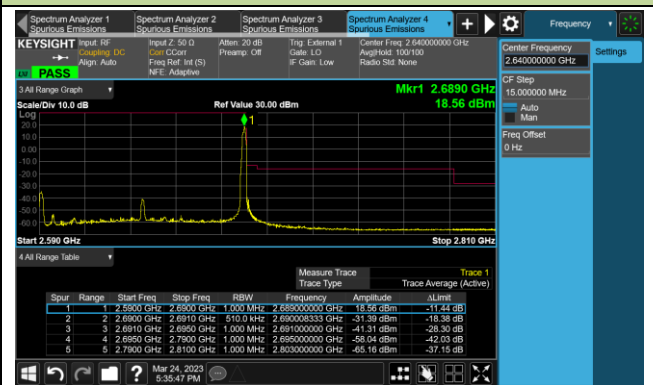 Spectrum Analyzer 1
Spurious Emissions
Spectrum Analyzer 2
Spurious Emissions
Spectrum Analyzer 3
Spurious Emissions
Spectrum Analyzer 4
Spurious Emissions
Frequency
KEYSIGHT
Input: RF
Coupling: DC
Align: Auto
Input Z: 50 Ω
Corr CCorr
Freq Ref: Int (S)
NFE: Adaptive
Atten: 20 dB
Preamp: Off
Trig: External 1
Gate: LO
IF Gain: Low
Center Freq: 2.640000000 GHz
Avg|Hold: 100/100
Radio Std: None
PASS
3 All Range Graph
Scale/Div 10.0 dB
Ref Value 30.00 dBm
Mkr1 2.6890 GHz
18.56 dBm
Log
20.0
10.0
0.00
-10.0
-20.0
-30.0
-40.0
-50.0
-60.0
1
Start 2.590 GHz
Stop 2.810 GHz
4 All Range Table
Measure Trace Trace 1
Trace Type Trace Average (Active)
Spur Range Start Freq Stop Freq RBW Frequency Amplitude ΔLimit
1 1 2.5900 GHz 2.6900 GHz 1.000 MHz 2.689000000 GHz 18.56 dBm -11.44 dB
2 2 2.6900 GHz 2.6910 GHz 510.0 kHz 2.690008333 GHz -31.39 dBm -18.38 dB
3 3 2.6910 GHz 2.6950 GHz 1.000 MHz 2.691000000 GHz -41.31 dBm -28.30 dB
4 4 2.6950 GHz 2.7900 GHz 1.000 MHz 2.695000000 GHz -58.04 dBm -42.03 dB
5 5 2.7900 GHz 2.8100 GHz 1.000 MHz 2.803000000 GHz -65.16 dBm -37.15 dB
Center Frequency
2.640000000 GHz
Settings
CF Step
15.000000 MHz
Auto
Man
Freq Offset
0 Hz
Mar 24, 2023
5:35:47 PM